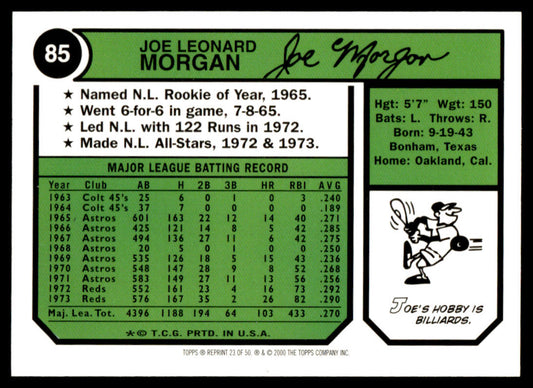 85
JOE LEONARD
MORGAN
Joe Morgan
★ Named N.L. Rookie of Year, 1965.
★ Went 6-for-6 in game, 7-8-65.
★ Led N.L. with 122 Runs in 1972.
★ Made N.L. All-Stars, 1972 & 1973.
Hgt: 5'7" Wgt: 150
Bats: L. Throws: R.
Born: 9-19-43
Bonham, Texas
Home: Oakland, Cal.
MAJOR LEAGUE BATTING RECORD
Year Club AB H 2B 3B HR RBI AVG
1963 Colt 45's 25 6 0 1 0 3 .240
1964 Colt 45's 37 7 0 0 0 0 .189
1965 Astros 601 163 22 12 14 40 .271
1966 Astros 425 121 14 8 5 42 .285
1967 Astros 494 136 27 11 6 42 .275
1968 Astros 20 5 0 1 0 0 .250
1969 Astros 535 126 18 5 15 43 .236
1970 Astros 548 147 28 9 8 52 .268
1971 Astros 583 149 27 11 13 56 .256
1972 Reds 552 161 23 4 16 73 .292
1973 Reds 576 167 35 2 26 82 .290
Maj. Lea. Tot. 4396 1188 194 64 103 433 .270
★© T.C.G. PRTD. IN U.S.A.
JOE'S HOBBY IS
BILLIARDS.
TOPPS ® REPRINT 23 OF 50 ® & © 2000 THE TOPPS COMPANY, INC